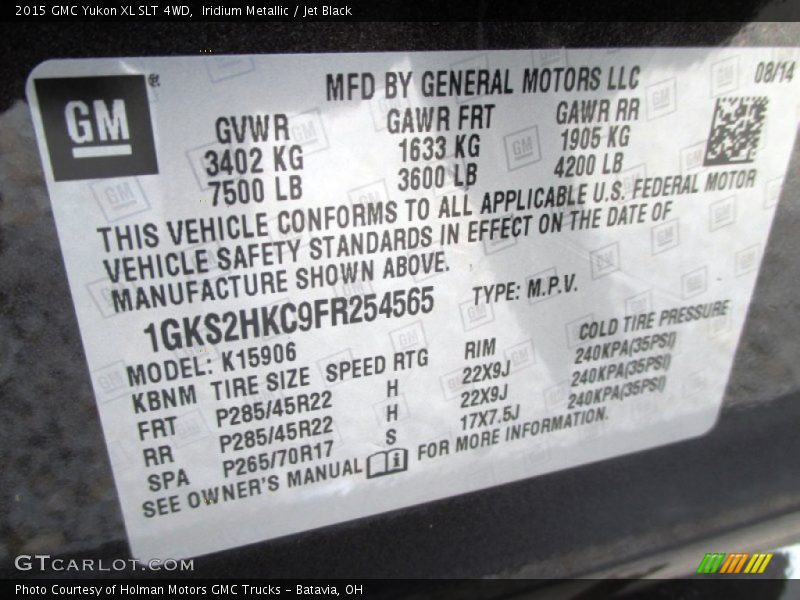 2015 GMC Yukon XL SLT 4WD,  Iridium Metallic / Jet Black
GM
®
MFD BY GENERAL MOTORS LLC
08/14
GVWR GAWR FRT GAWR RR
3402 KG 1633 KG 1905 KG
7500 LB 3600 LB 4200 LB
THIS VEHICLE CONFORMS TO ALL APPLICABLE U.S. FEDERAL MOTOR
VEHICLE SAFETY STANDARDS IN EFFECT ON THE DATE OF
MANUFACTURE SHOWN ABOVE.
1GKS2HKC9FR254565 TYPE: M.P.V.
MODEL: K15906
KBNM TIRE SIZE SPEED RTG RIM COLD TIRE PRESSURE
FRT P285/45R22 H 22X9J 240KPA(35PSI)
RR P285/45R22 H 22X9J 240KPA(35PSI)
SPA P265/70R17 S 17X7.5J 240KPA(35PSI)
SEE OWNER'S MANUAL FOR MORE INFORMATION.
GTCARLOT.COM
Photo Courtesy of Holman Motors GMC Trucks – Batavia, OH